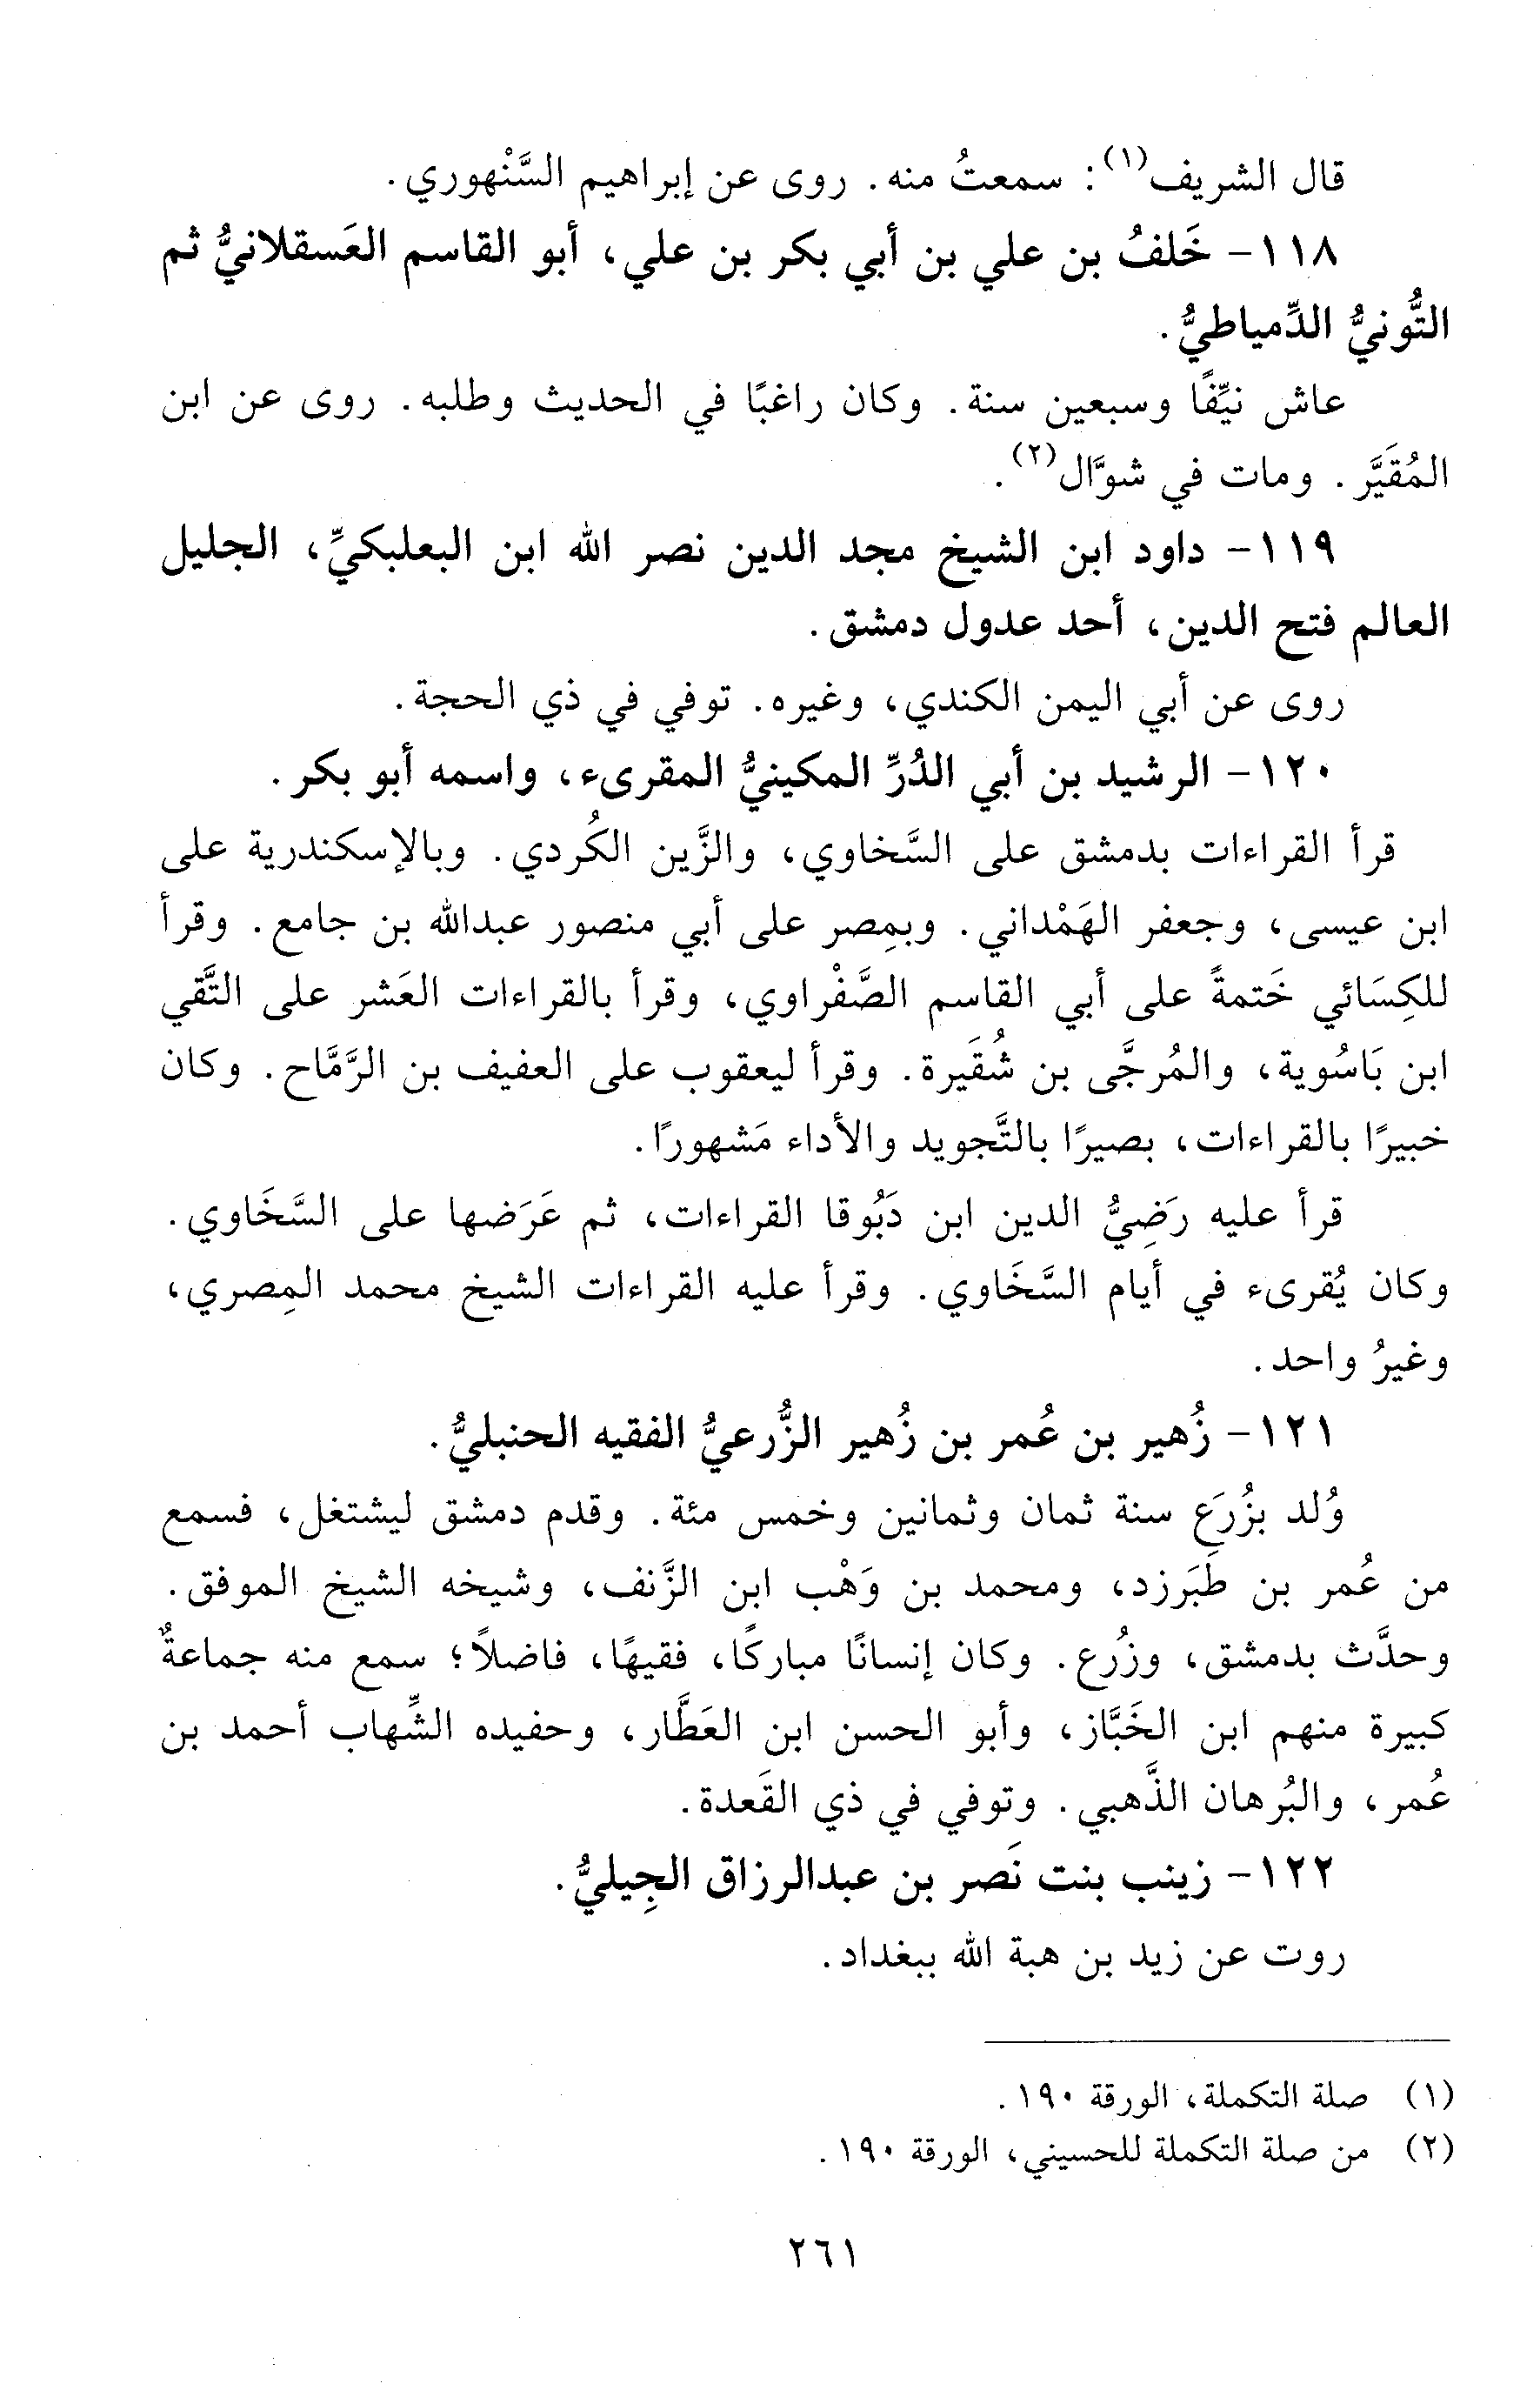 قال الشريف(١): سمعتُ منه. روى عن إبراهيم السَّنْهوري.
١١٨- خَلفُ بن علي بن أبي بكر بن علي، أبو القاسم العَسقلانيُّ ثم
التُّونيُّ الدِّمياطيُّ.
عاش نيِّفًا وسبعين سنة. وكان راغبًا في الحديث وطلبه. روى عن ابن
المُقَيَّر. ومات في شوَّال(٢).
١١٩- داود ابن الشيخ مجد الدين نصر الله ابن البعلبكيِّ، الجليل
العالم فتح الدين، أحد عدول دمشق.
روى عن أبي اليمن الكندي، وغيره. توفي في ذي الحجة.
١٢٠- الرشيد بن أبي الدُرِّ المكينيُّ المقرىء، واسمه أبو بكر.
قرأ القراءات بدمشق على السَّخاوي، والزَّين الكُردي. وبالإسكندرية على
ابن عيسى، وجعفر الهَمْداني. وبمِصر على أبي منصور عبدالله بن جامع. وقرأ
للكِسَائي خَتمةً على أبي القاسم الصَّفْراوي، وقرأ بالقراءات العَشر على التَّقي
ابن بَاسُوية، والمُرجَّى بن شُقَيرة. وقرأ ليعقوب على العفيف بن الرَّمَّاح. وكان
خبيرًا بالقراءات، بصيرًا بالتَّجويد والأداء مَشهورًا.
قرأ عليه رَضِيُّ الدين ابن دَبُوقا القراءات، ثم عَرَضها على السَّخَاوي.
وكان يُقرىء في أيام السَّخَاوي. وقرأ عليه القراءات الشيخ محمد المِصري،
وغيرُ واحد.
١٢١- زُهير بن عُمر بن زُهير الزُّرعيُّ الفقيه الحنبليُّ.
وُلد بزُرَع سنة ثمان وثمانين وخمس مئة. وقدم دمشق ليشتغل، فسمع
من عُمر بن طَبَرزد، ومحمد بن وَهْب ابن الزَّنف، وشيخه الشيخ الموفق.
وحدَّث بدمشق، وزُرع. وكان إنسانًا مباركًا، فقيهًا، فاضلاً؛ سمع منه جماعةٌ
كبيرة منهم ابن الخَبَّاز، وأبو الحسن ابن العَطَّار، وحفيده الشِّهاب أحمد بن
عُمر، والبُرهان الذَّهبي. وتوفي في ذي القَعدة.
١٢٢- زينب بنت نَصر بن عبدالرزاق الجِيليُّ.
روت عن زيد بن هبة الله ببغداد.
(١) صلة التكملة، الورقة ١٩٠.
(٢) من صلة التكملة للحسيني، الورقة ١٩٠.
٢٦١